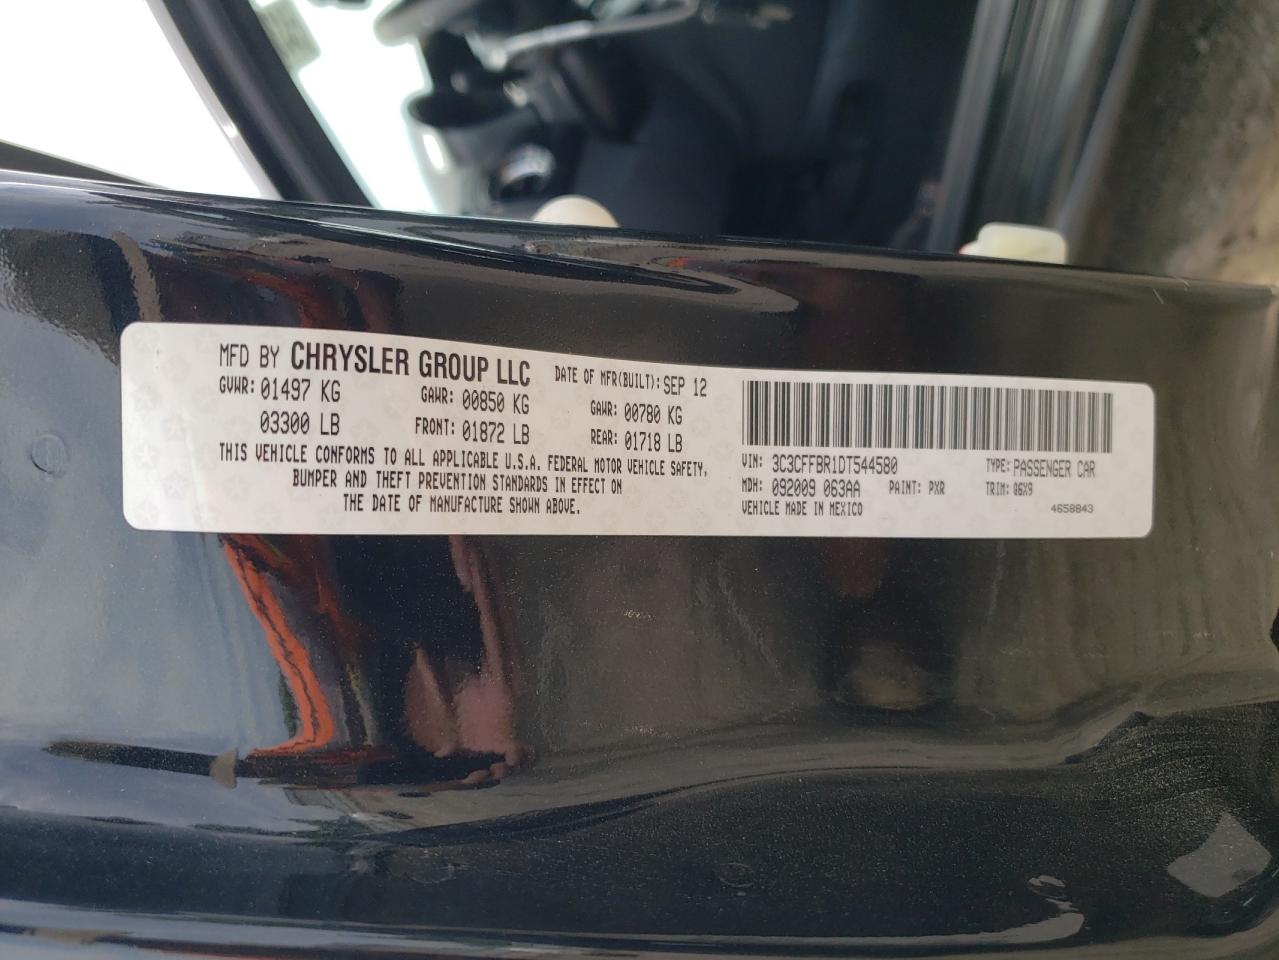 MFD BY CHRYSLER GROUP LLC DATE OF MFR(BUILT): SEP 12
GVWR: 01497 KG GAWR: 00850 KG GAWR: 00780 KG
03300 LB FRONT: 01872 LB REAR: 01718 LB
THIS VEHICLE CONFORMS TO ALL APPLICABLE U.S.A. FEDERAL MOTOR VEHICLE SAFETY,
BUMPER AND THEFT PREVENTION STANDARDS IN EFFECT ON
THE DATE OF MANUFACTURE SHOWN ABOVE.
VIN: 3C3CFFBR1DT544580 TYPE: PASSENGER CAR
MDH: 092009 063AA PAINT: PXR TRIM: Q6X9
VEHICLE MADE IN MEXICO 4658843